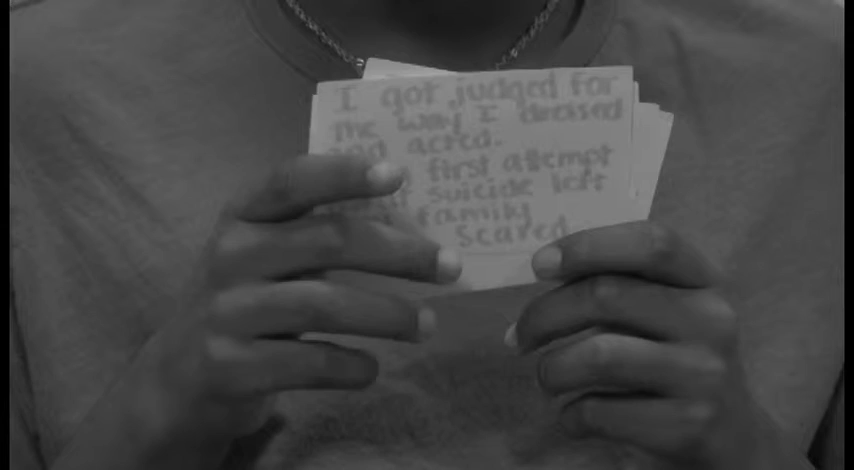 I got judged for
the way I dressed
and acted.
first attempt
suicide left
family
scared